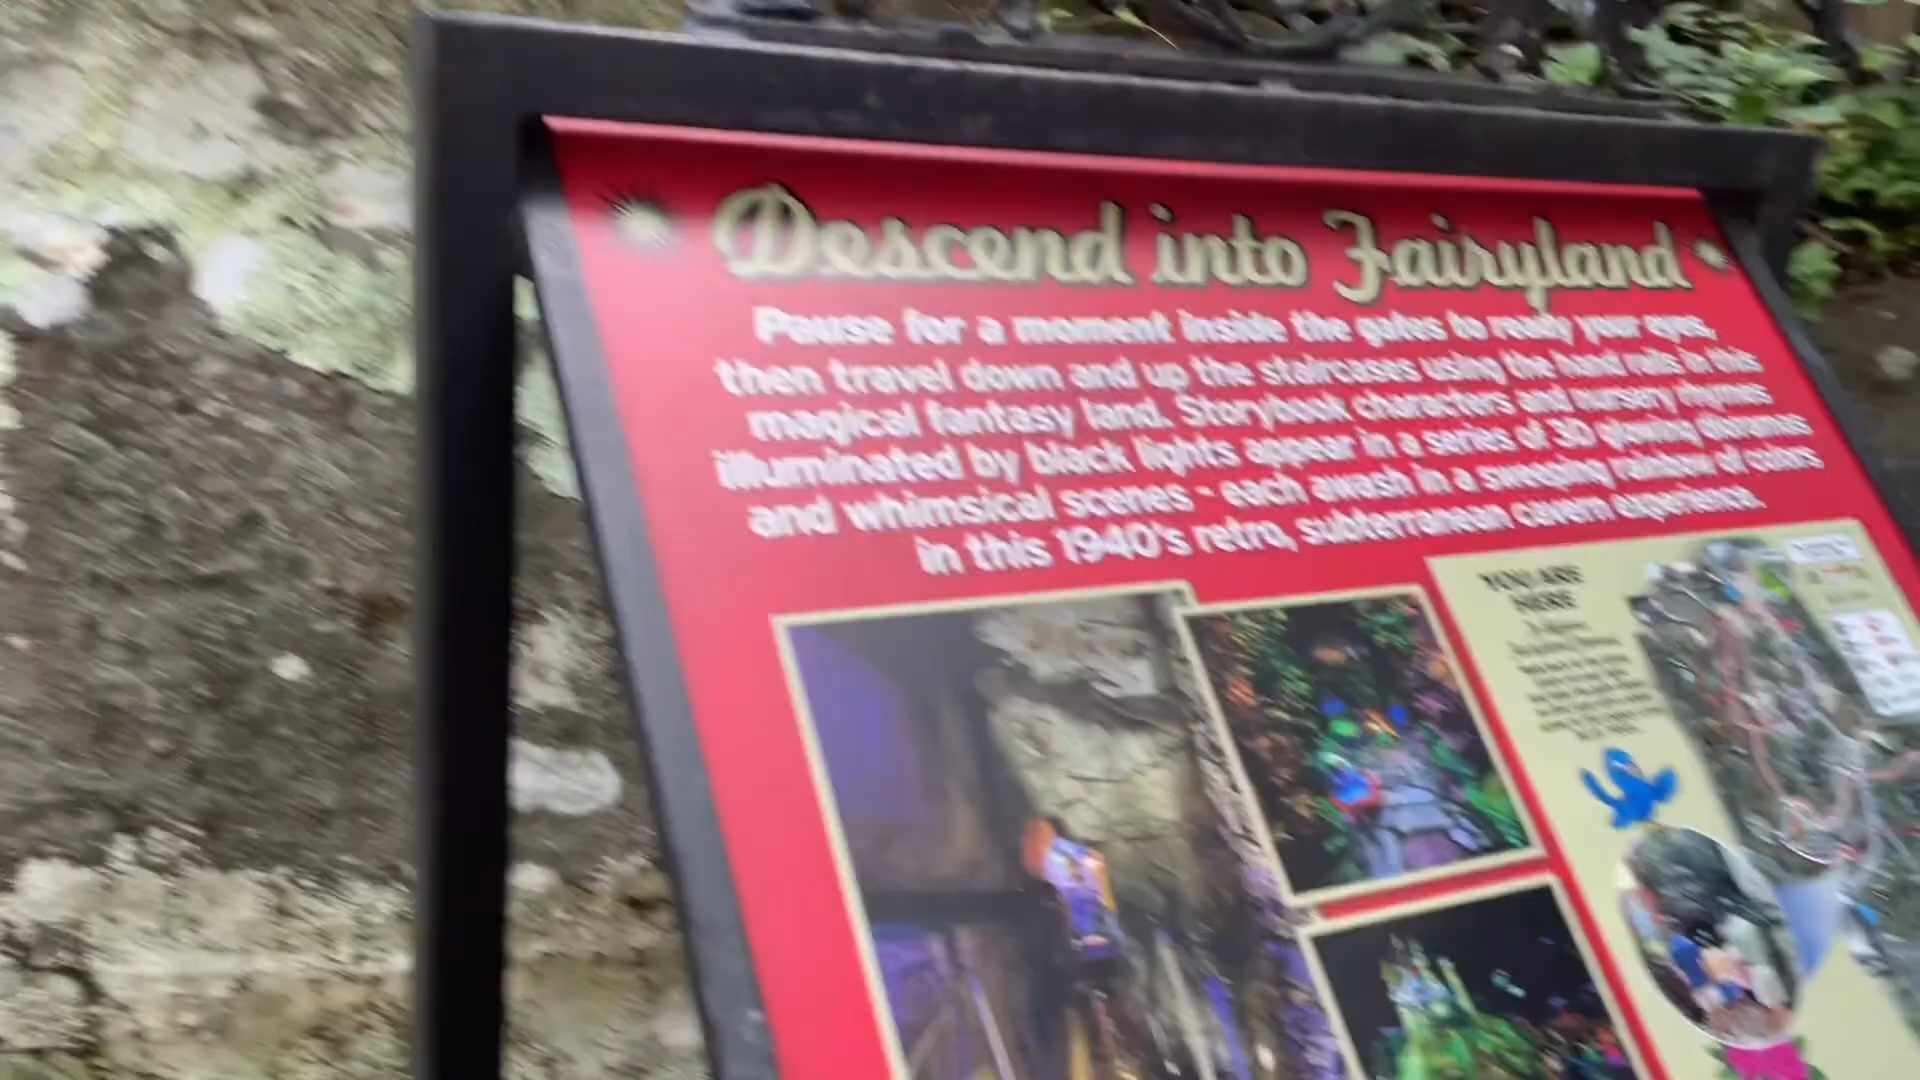 Descend into Fairyland
Pause for a moment inside the gates to ready your eyes,
then travel down and up the staircases using the hand rails in this
magical fantasy land. Storybook characters and nursery rhymes
illuminated by black lights appear in a series of 3D glowing dioramas
and whimsical scenes - each awash in a sweeping rainbow of colors
in this 1940's retro, subterranean cavern experience.
YOU ARE
HERE